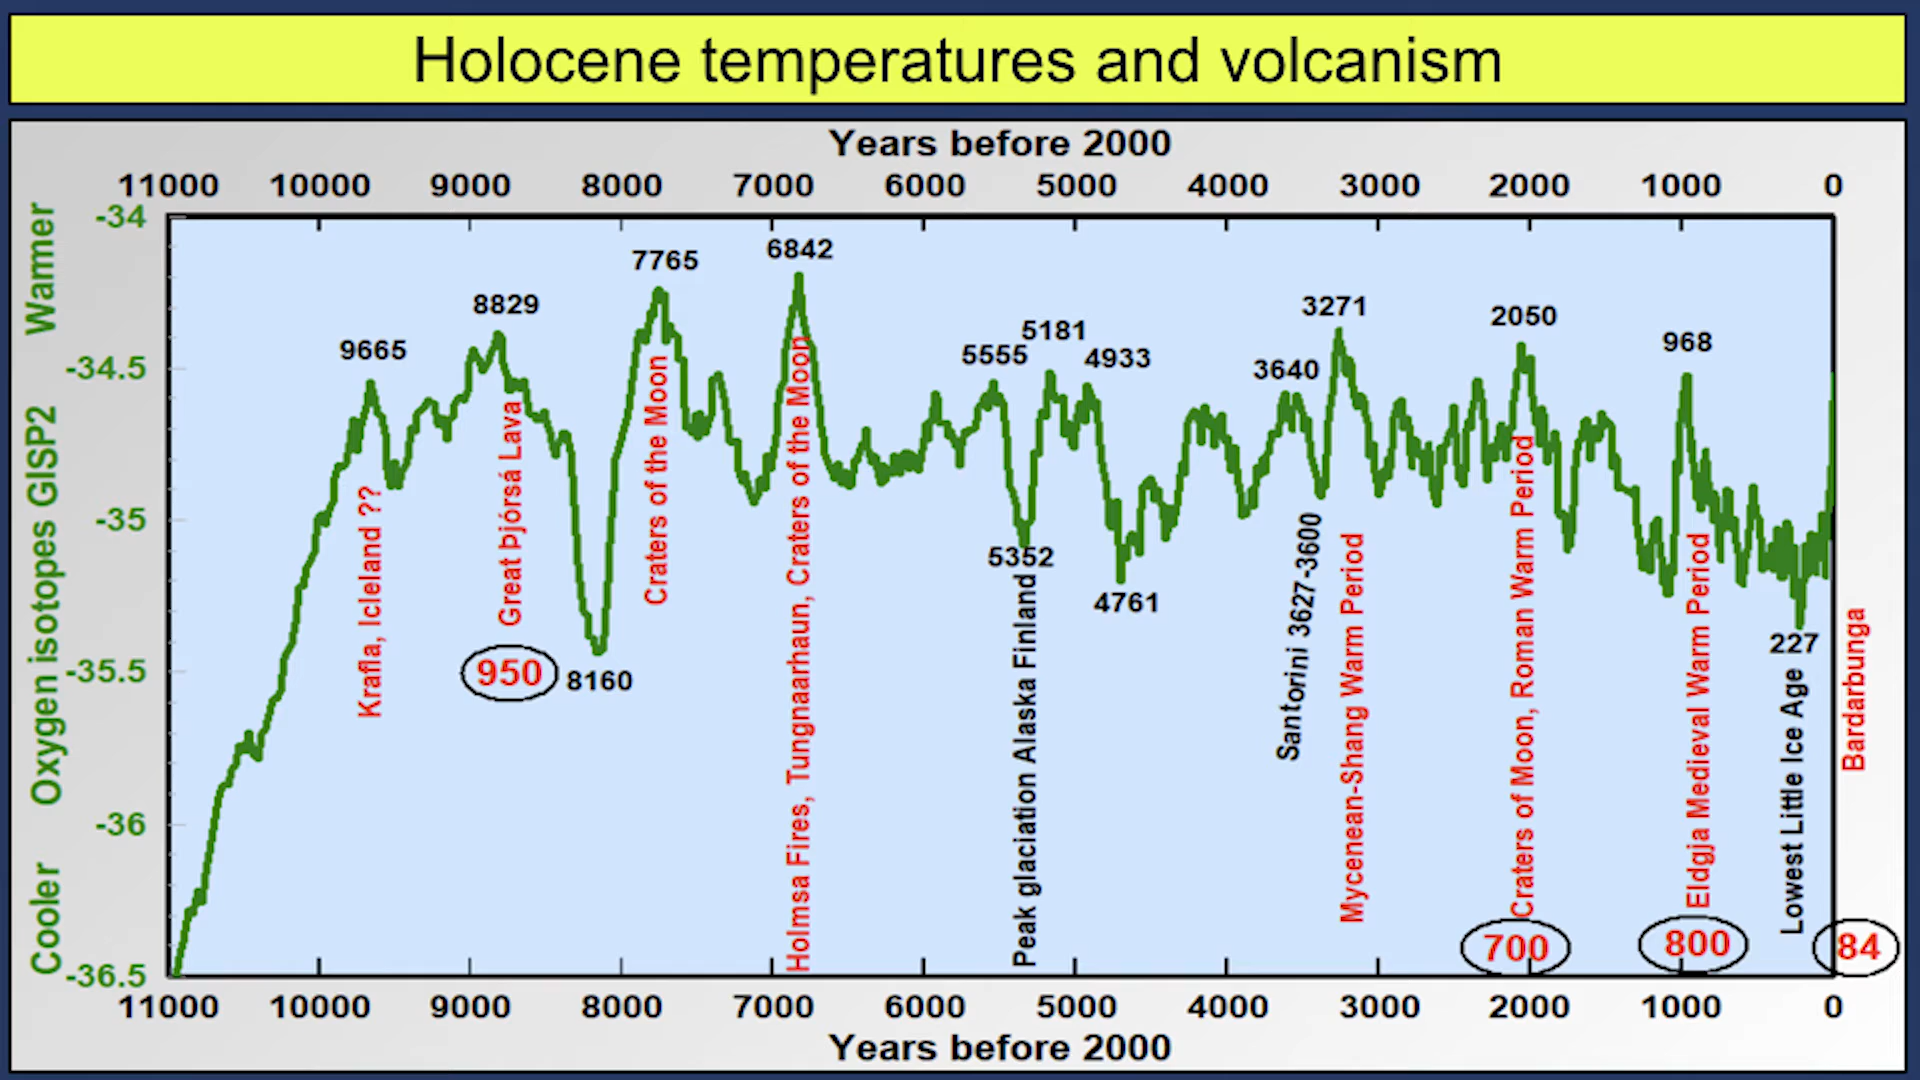 Holocene temperatures and volcanism
Years before 2000
11000 10000 9000 8000 7000 6000 5000 4000 3000 2000 1000 0
Cooler Oxygen isotopes GISP2 Warmer
-34
-34.5
-35
-35.5
-36
-36.5
9665
8829
8160
7765
6842
5555
5352
5181
4933
4761
3640
3271
2050
968
227
Krafla, Icleland ??
Great Þjórsá Lava
950
Craters of the Moon
Holmsa Fires, Tungnaarhaun, Craters of the Moon
Peak glaciation Alaska Finland
Santorini 3627-3600
Mycenean-Shang Warm Period
Craters of Moon, Roman Warm Period
700
Eldgja Medieval Warm Period
800
Lowest Little Ice Age
Bardarbunga
84
11000 10000 9000 8000 7000 6000 5000 4000 3000 2000 1000 0
Years before 2000